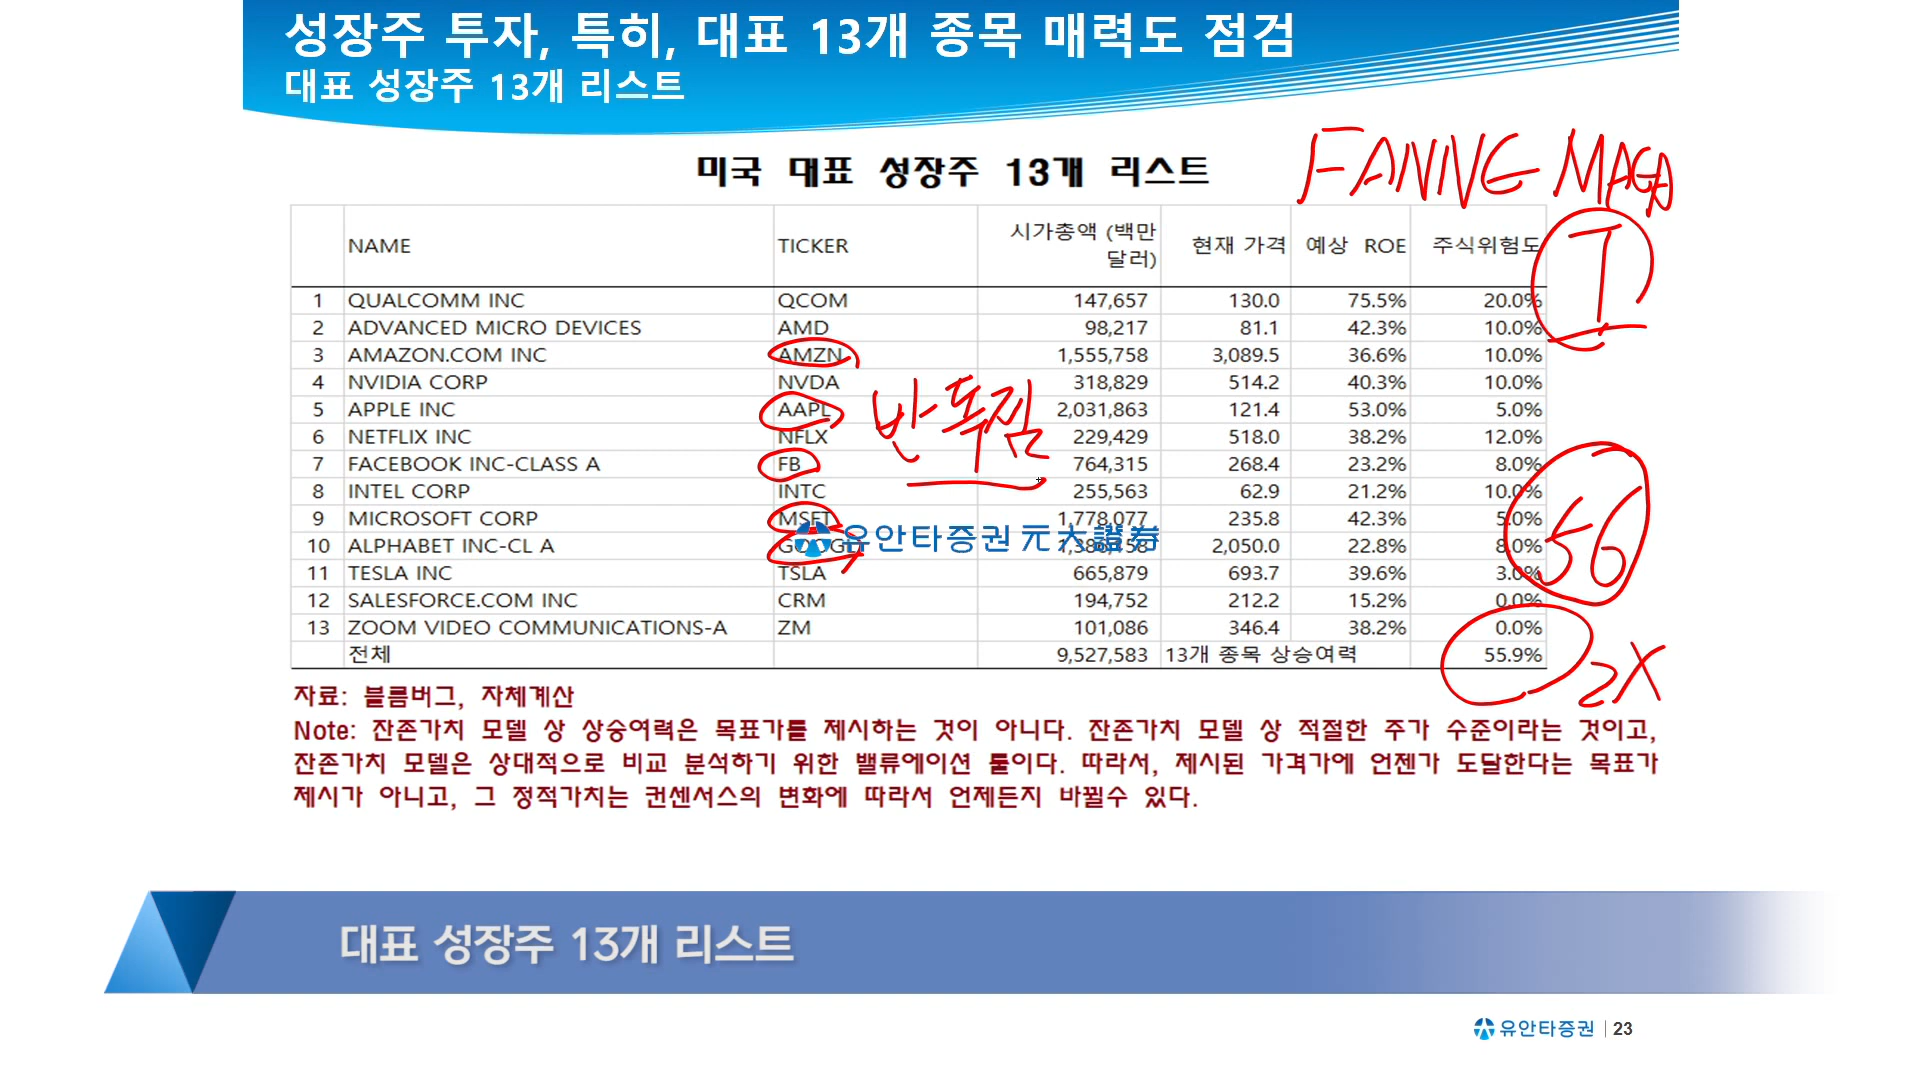 성장주 투자, 특히, 대표 13개 종목 매력도 점검
대표 성장주 13개 리스트
미국 대표 성장주 13개 리스트
NAME TICKER 시가총액 (백만 달러) 현재 가격 예상 ROE 주식위험도
1 QUALCOMM INC QCOM 147,657 130.0 75.5% 20.0%
2 ADVANCED MICRO DEVICES AMD 98,217 81.1 42.3% 10.0%
3 AMAZON.COM INC AMZN 1,555,758 3,089.5 36.6% 10.0%
4 NVIDIA CORP NVDA 318,829 514.2 40.3% 10.0%
5 APPLE INC AAPL 2,031,863 121.4 53.0% 5.0%
6 NETFLIX INC NFLX 229,429 518.0 38.2% 12.0%
7 FACEBOOK INC-CLASS A FB 764,315 268.4 23.2% 8.0%
8 INTEL CORP INTC 255,563 62.9 21.2% 10.0%
9 MICROSOFT CORP MSFT 1,778,077 235.8 42.3% 5.0%
10 ALPHABET INC-CL A 2,050.0 22.8% 8.0%
11 TESLA INC TSLA 665,879 693.7 39.6% 3.0%
12 SALESFORCE.COM INC CRM 194,752 212.2 15.2% 0.0%
13 ZOOM VIDEO COMMUNICATIONS-A ZM 101,086 346.4 38.2% 0.0%
전체 9,527,583 13개 종목 상승여력 55.9%
I
반독점
56
2X
유안타증권 元大證券
자료: 블름버그, 자체계산
Note: 잔존가치 모델 상 상승여력은 목표가를 제시하는 것이 아니다. 잔존가치 모델 상 적절한 주가 수준이라는 것이고,
잔존가치 모델은 상대적으로 비교 분석하기 위한 밸류에이션 툴이다. 따라서, 제시된 가격가에 언젠가 도달한다는 목표가
제시가 아니고, 그 정적가치는 컨센서스의 변화에 따라서 언제든지 바뀔수 있다.
대표 성장주 13개 리스트
유안타증권 | 23